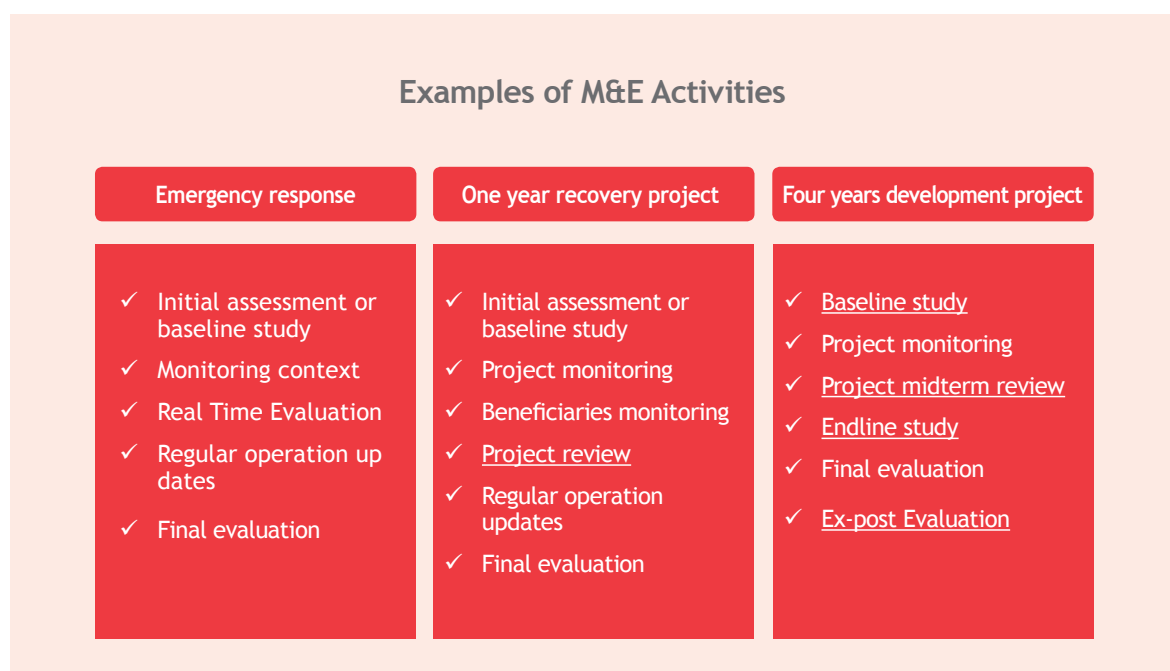 Examples of M&E Activities
Emergency response
✓ Initial assessment or
baseline study
✓ Monitoring context
✓ Real Time Evaluation
✓ Regular operation up
dates
✓ Final evaluation
One year recovery project
✓ Initial assessment or
baseline study
✓ Project monitoring
✓ Beneficiaries monitoring
✓ Project review
✓ Regular operation
updates
✓ Final evaluation
Four years development project
✓ Baseline study
✓ Project monitoring
✓ Project midterm review
✓ Endline study
✓ Final evaluation
✓ Ex-post Evaluation